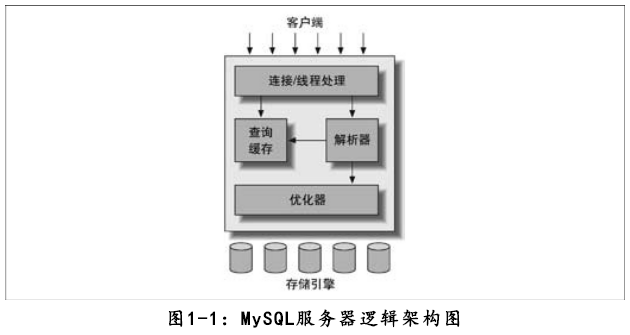 客户端
连接/线程处理
查询
缓存
解析器
优化器
存储引擎
图1-1：MySQL服务器逻辑架构图